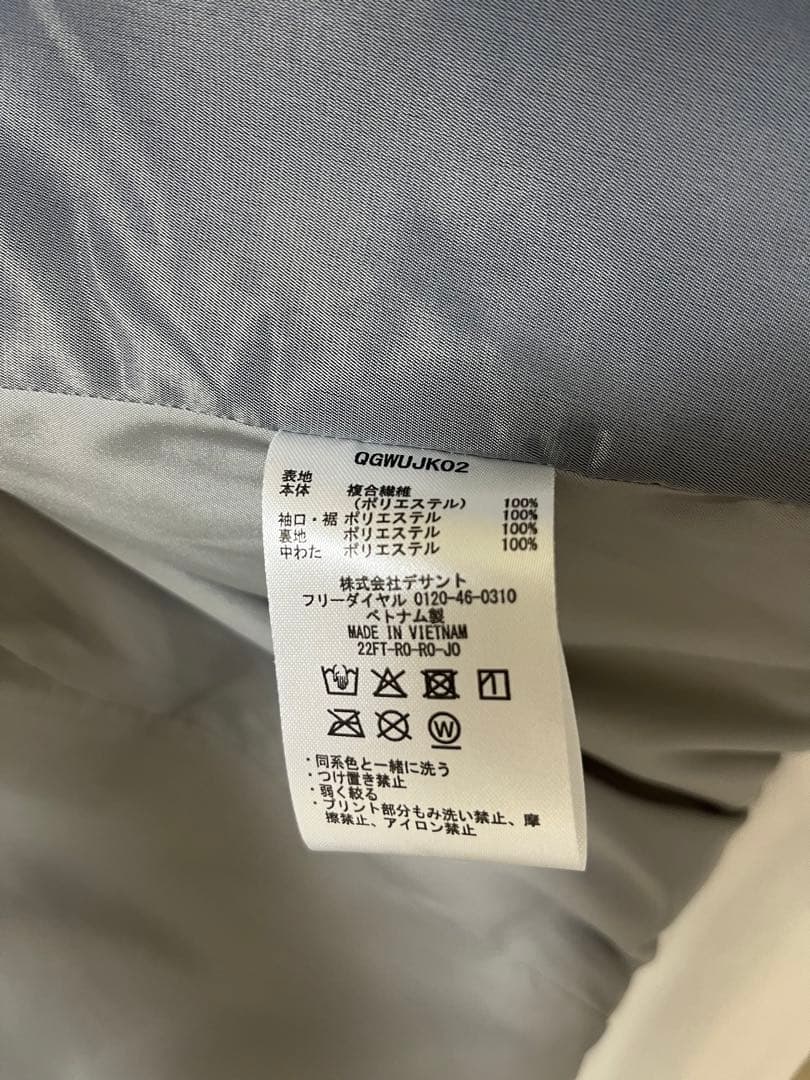 QGWUJK02
表地
本体 複合繊維
(ポリエステル) 100%
袖口・裾 ポリエステル 100%
裏地 ポリエステル 100%
中わた ポリエステル 100%
株式会社デサント
フリーダイヤル 0120-46-0310
ベトナム製
MADE IN VIETNAM
22FT-RO-RO-JO
W
・同系色と一緒に洗う
・つけ置き禁止
・弱く絞る
・プリント部分もみ洗い禁止、摩
擦禁止、アイロン禁止